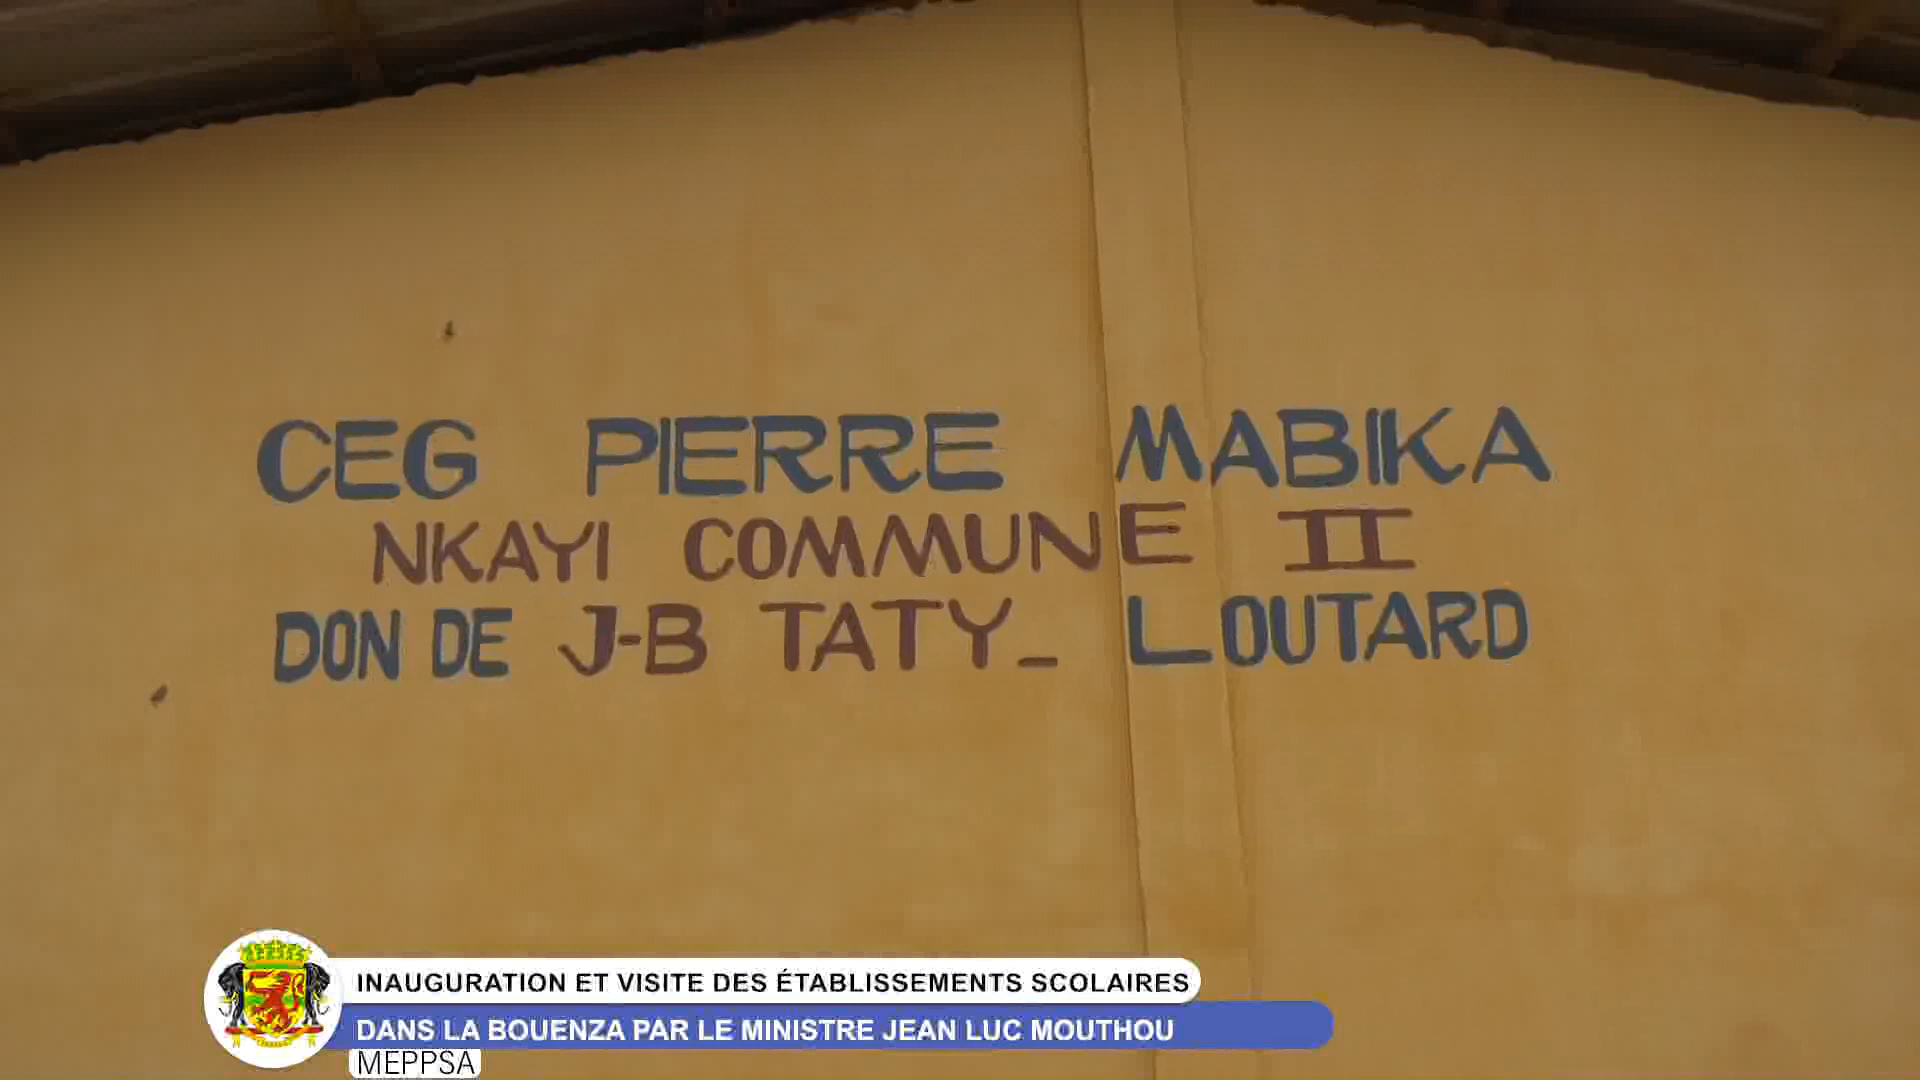 CEG PIERRE MABIKA
NKAYI COMMUNE II
DON DE J-B TATY_ LOUTARD
INAUGURATION ET VISITE DES ÉTABLISSEMENTS SCOLAIRES
DANS LA BOUENZA PAR LE MINISTRE JEAN LUC MOUTHOU
MEPPSA